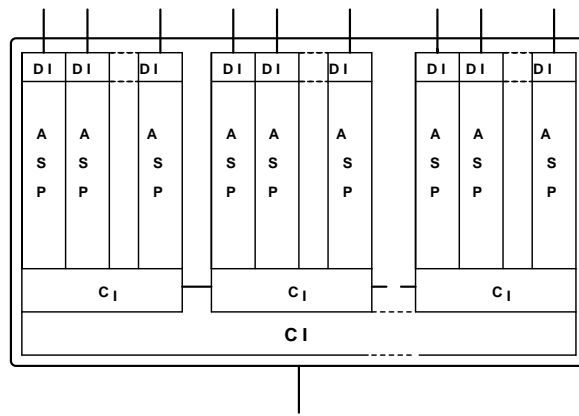 DI DI DI DI DI DI DI DI DI
A A A A A A A A A
S S S S S S S S S
P P P P P P P P P
CI CI CI
CI